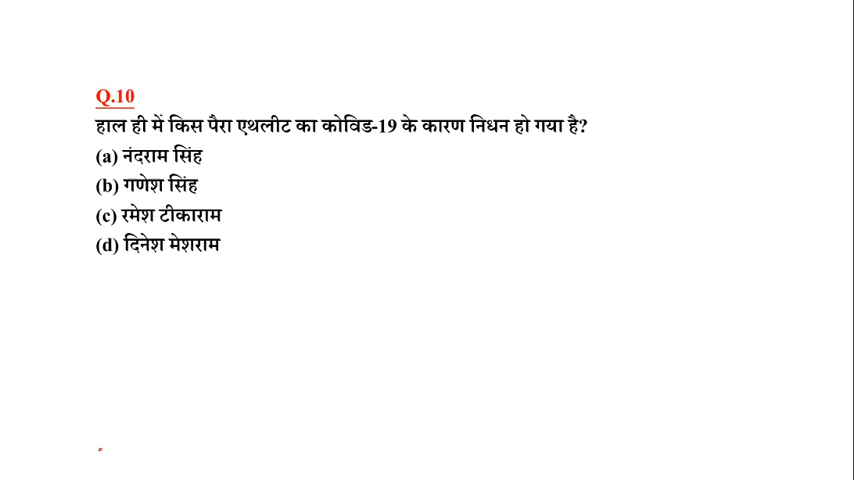 Q.10
हाल ही में किस पैरा एथलीट का कोविड-19 के कारण निधन हो गया है?
(a) नंदराम सिंह
(b) गणेश सिंह
(c) रमेश टीकाराम
(d) दिनेश मेशराम